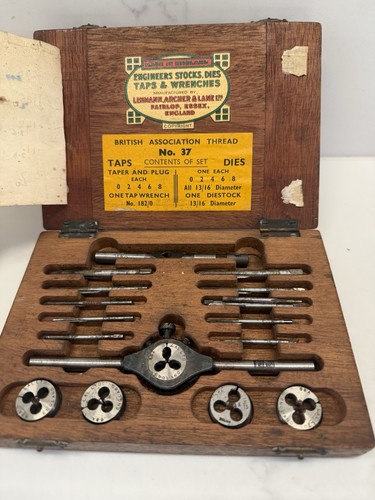 MADE IN ENGLAND
ENGINEERS STOCKS, DIES
TAPS & WRENCHES
MANUFACTURED BY
LEHMANN, ARCHER & LANE LTD
FAIRLOP, ESSEX.
ENGLAND
COPYRIGHT
BRITISH ASSOCIATION THREAD
No. 37
TAPS CONTENTS OF SET DIES
TAPER AND PLUG ONE EACH
EACH 0 2 4 6 8
0 2 4 6 8 All 13/16 Diameter
ONE TAP WRENCH ONE DIESTOCK
No. 182/0 13/16 Diameter